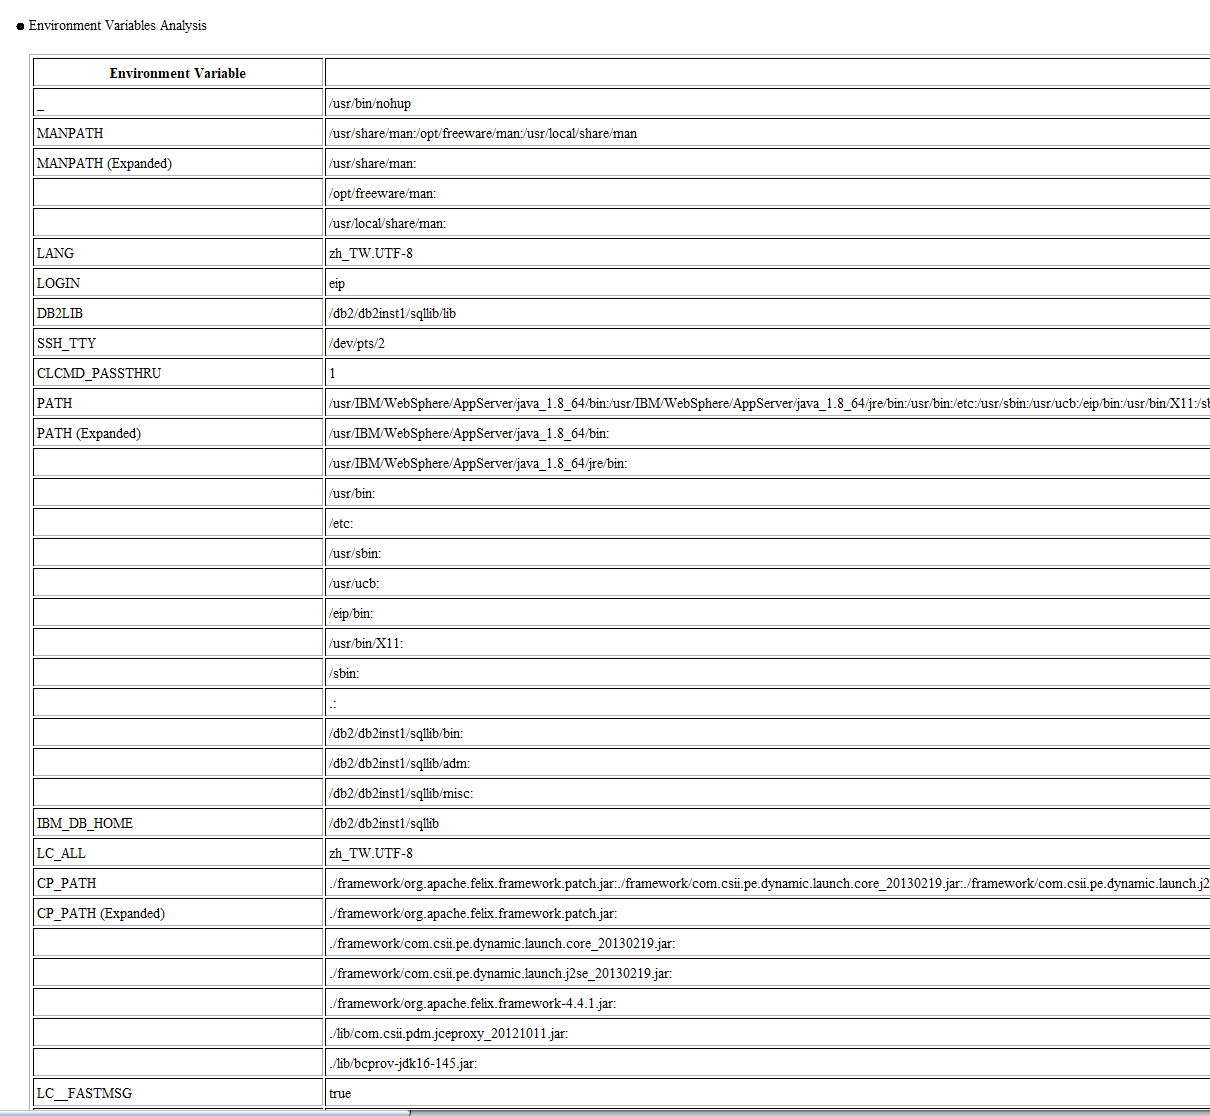 Environment Variables Analysis
Environment Variable
_ /usr/bin/nohup
MANPATH /usr/share/man:/opt/freeware/man:/usr/local/share/man
MANPATH (Expanded) /usr/share/man:
/opt/freeware/man:
/usr/local/share/man:
LANG zh_TW.UTF-8
LOGIN eip
DB2LIB /db2/db2inst1/sqllib/lib
SSH_TTY /dev/pts/2
CLCMD_PASSTHRU 1
PATH /usr/IBM/WebSphere/AppServer/java_1.8_64/bin:/usr/IBM/WebSphere/AppServer/java_1.8_64/jre/bin:/usr/bin:/etc:/usr/sbin:/usr/ucb:/eip/bin:/usr/bin/X11:/sb
PATH (Expanded) /usr/IBM/WebSphere/AppServer/java_1.8_64/bin:
/usr/IBM/WebSphere/AppServer/java_1.8_64/jre/bin:
/usr/bin:
/etc:
/usr/sbin:
/usr/ucb:
/eip/bin:
/usr/bin/X11:
/sbin:
.:
/db2/db2inst1/sqllib/bin:
/db2/db2inst1/sqllib/adm:
/db2/db2inst1/sqllib/misc:
IBM_DB_HOME /db2/db2inst1/sqllib
LC_ALL zh_TW.UTF-8
CP_PATH ./framework/org.apache.felix.framework.patch.jar:./framework/com.csii.pe.dynamic.launch.core_20130219.jar:./framework/com.csii.pe.dynamic.launch.j2
CP_PATH (Expanded) ./framework/org.apache.felix.framework.patch.jar:
./framework/com.csii.pe.dynamic.launch.core_20130219.jar:
./framework/com.csii.pe.dynamic.launch.j2se_20130219.jar:
./framework/org.apache.felix.framework-4.4.1.jar:
./lib/com.csii.pdm.jceproxy_20121011.jar:
./lib/bcprov-jdk16-145.jar:
LC__FASTMSG true